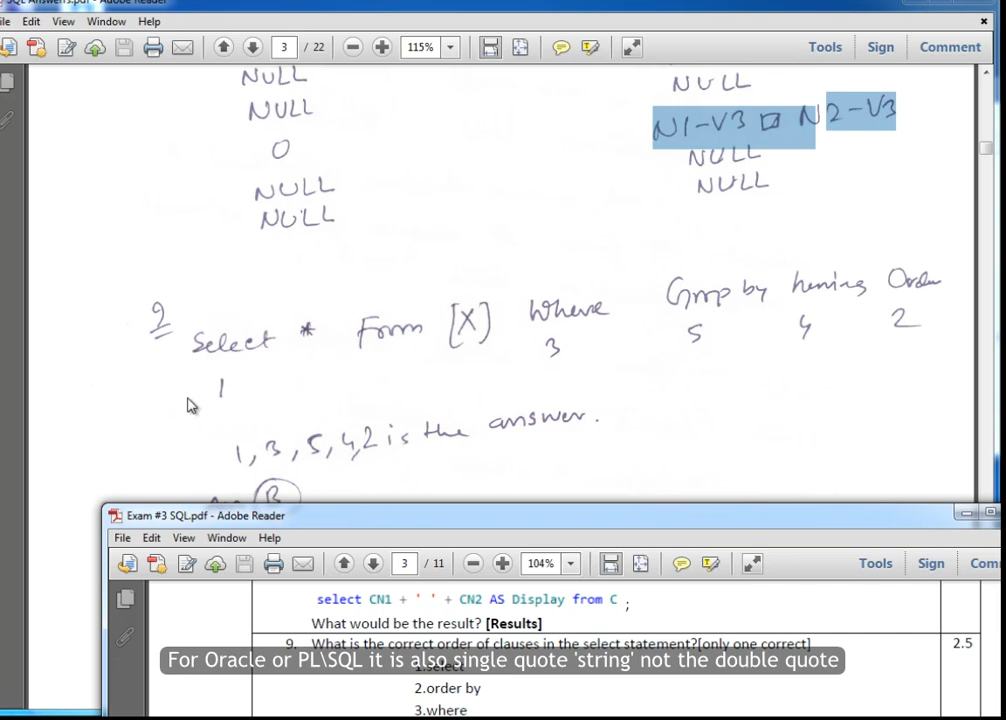 SQL Answers.pdf - Adobe Reader
Edit View Window Help
3 / 22 115% Tools Sign Comment
NULL NULL
NULL N1-V3 N2-V3
0 NULL
NULL NULL
NULL
9 Select * Form [X] Where Group by having Order
1 3 5 4 2
1, 3, 5, 4, 2 is the answer.
B
Exam #3 SQL.pdf - Adobe Reader
File Edit View Window Help
3 / 11 104% Tools Sign
select CN1 + ' ' + CN2 AS Display from C ;
What would be the result? [Results]
9. What is the correct order of clauses in the select statement?[only one correct] 2.5
1.select
For Oracle or PL\SQL it is also single quote 'string' not the double quote
2.order by
3.where